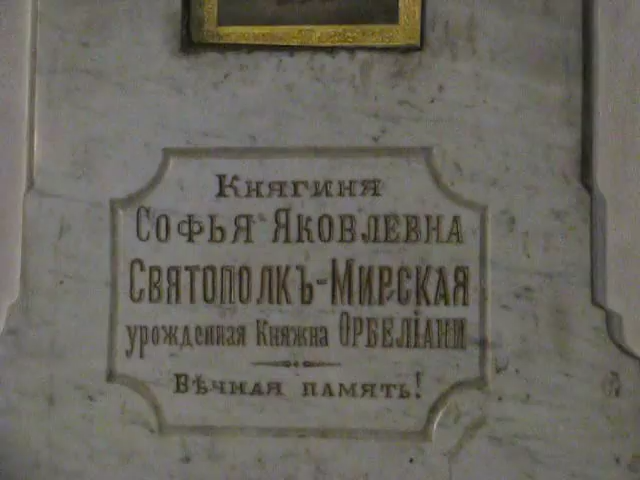 Княгиня
Софья Яковлевна
Святополкъ-Мирская
урожденная Княжна Орбеліани
Вѣчная память!